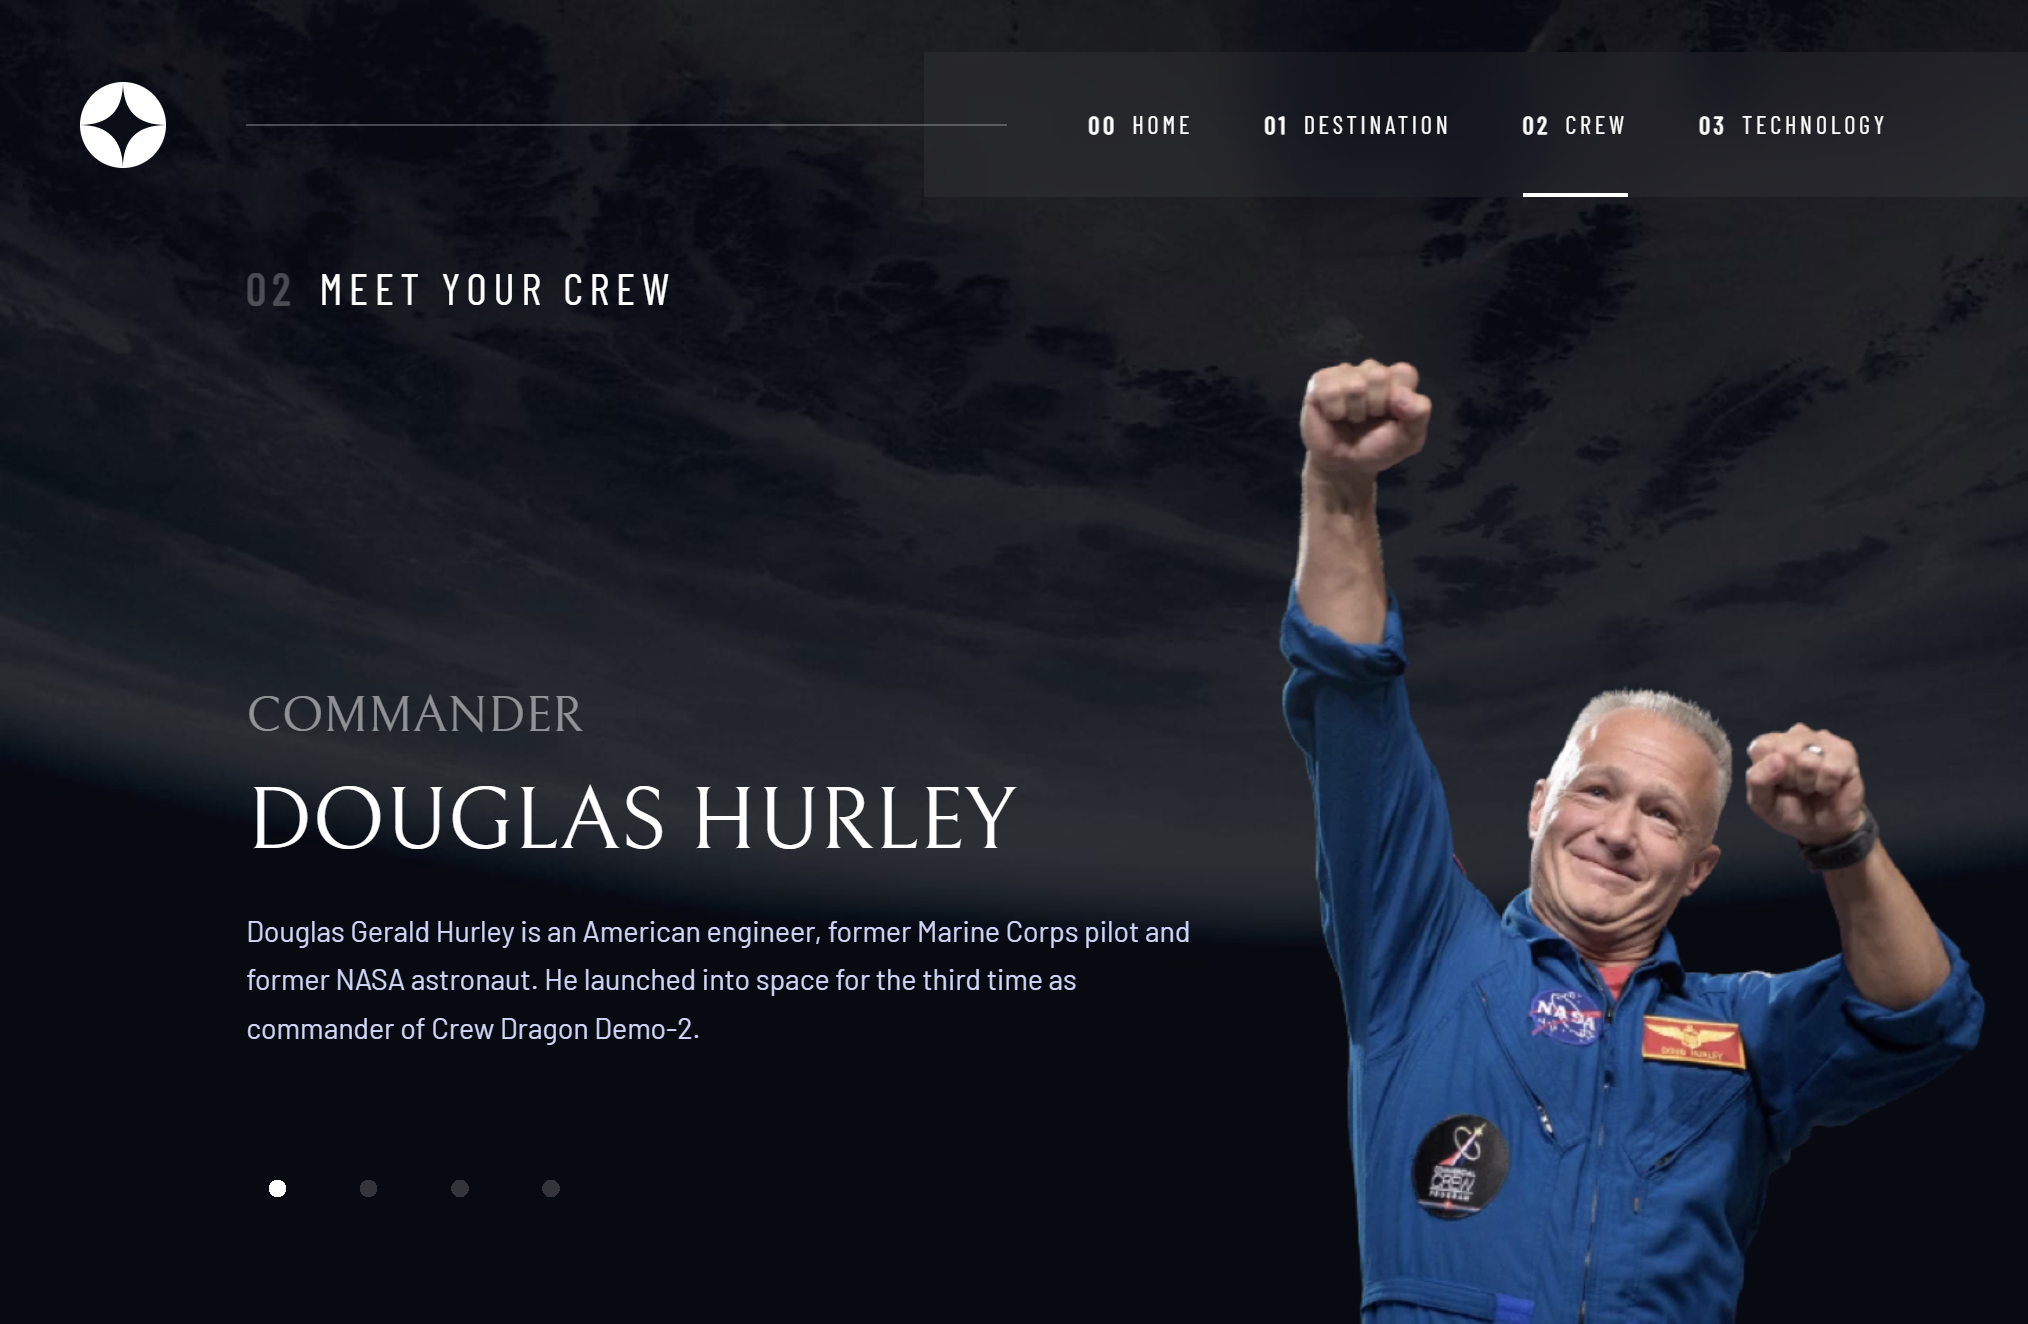 00 HOME 01 DESTINATION 02 CREW 03 TECHNOLOGY
02 MEET YOUR CREW
COMMANDER
DOUGLAS HURLEY
Douglas Gerald Hurley is an American engineer, former Marine Corps pilot and
former NASA astronaut. He launched into space for the third time as
commander of Crew Dragon Demo-2.
NASA
DOUG HURLEY
COMMERCIAL
CREW
PROGRAM